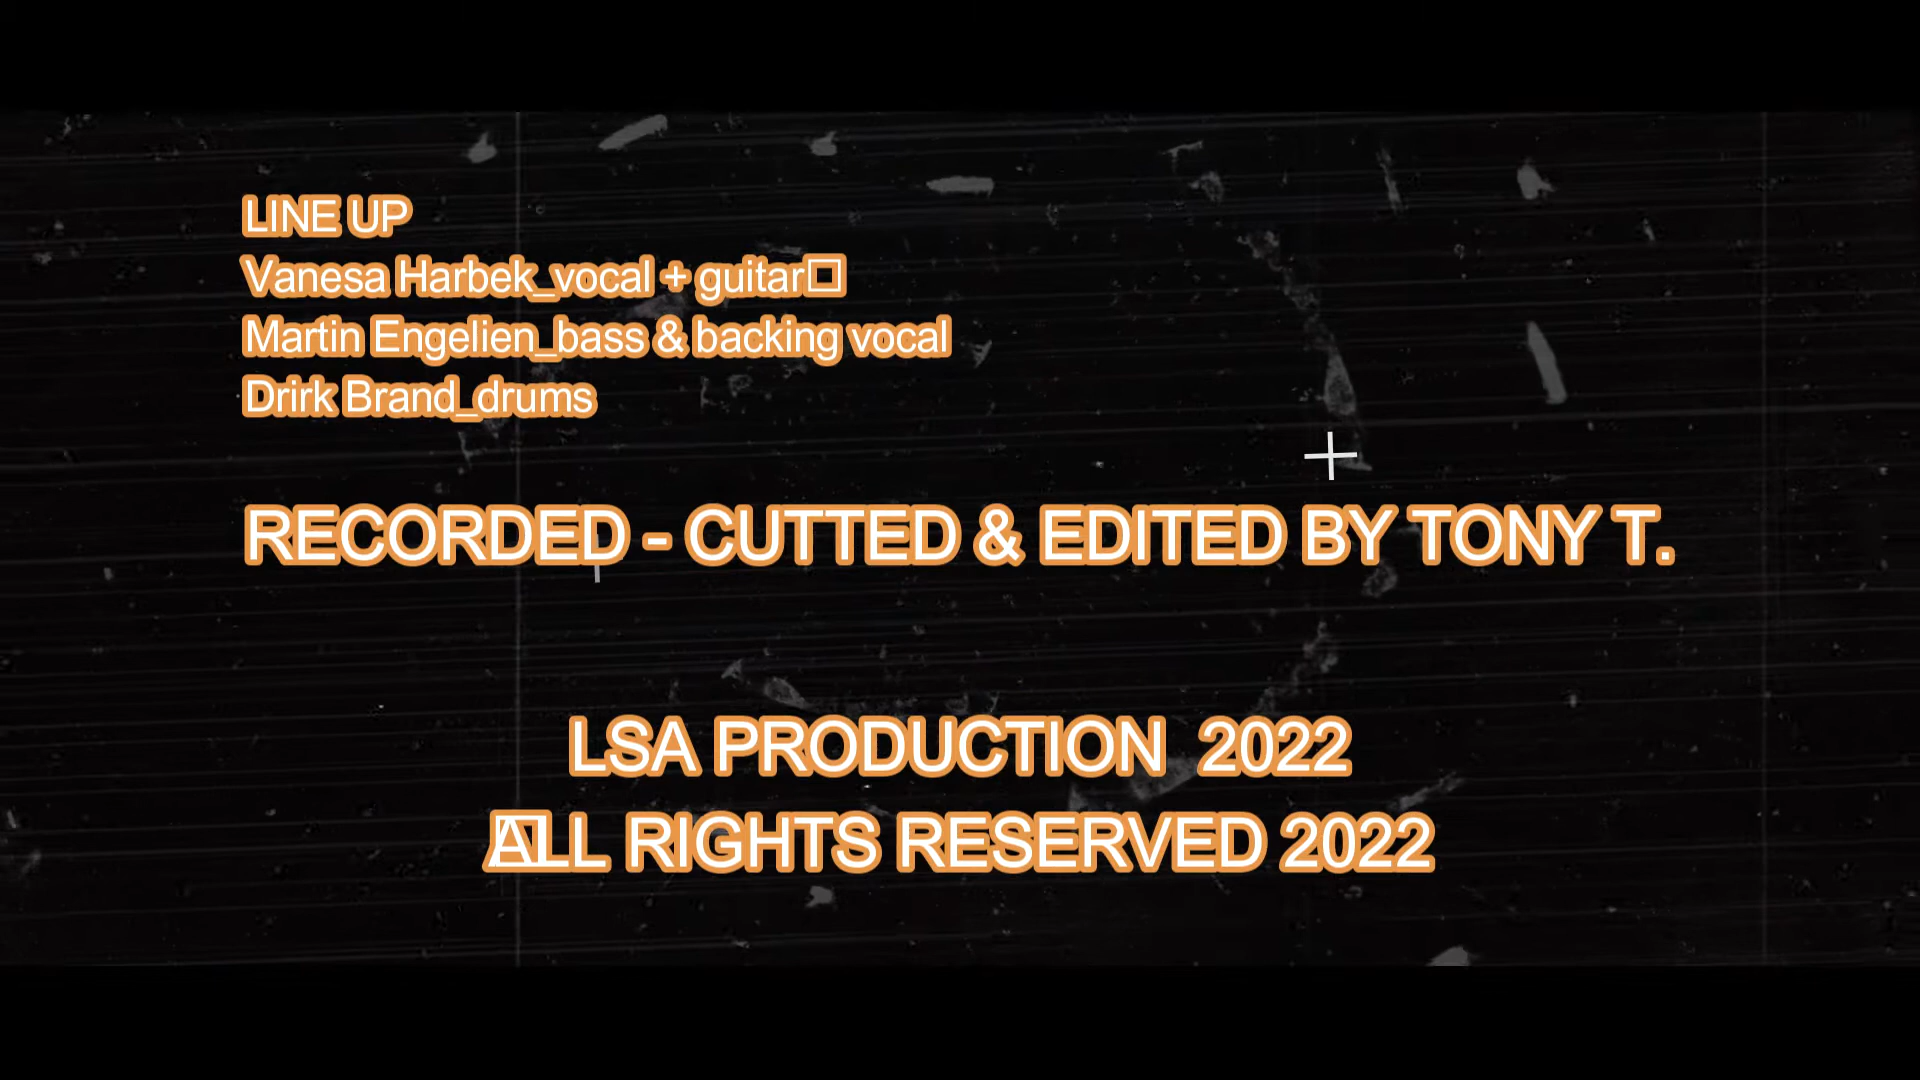 LINE UP
Vanesa Harbek_vocal + guitar□
Martin Engelien_bass & backing vocal
Drirk Brand_drums
RECORDED - CUTTED & EDITED BY TONY T.
LSA PRODUCTION  2022
ALL RIGHTS RESERVED 2022